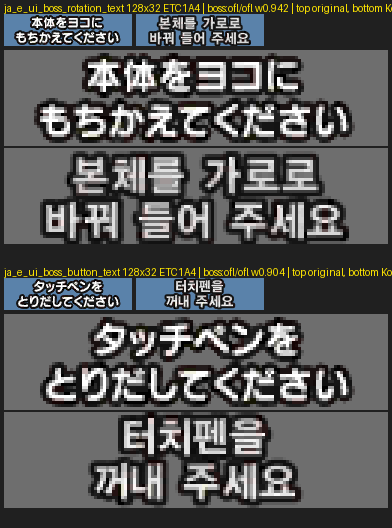 ja_e_ui_boss_rotation_text 128x32 ETC1A4 | boss:ofl/ofl w0.942 | top original, bottom Ko
本体をヨコに
もちかえてください
본체를 가로로
바꿔 들어 주세요
本体をヨコに
もちかえてください
본체를 가로로
바꿔 들어 주세요
ja_e_ui_boss_button_text 128x32 ETC1A4 | boss:ofl/ofl w0.904 | top original, bottom Ko
タッチペンを
とりだしてください
터치펜을
꺼내 주세요
タッチペンを
とりだしてください
터치펜을
꺼내 주세요